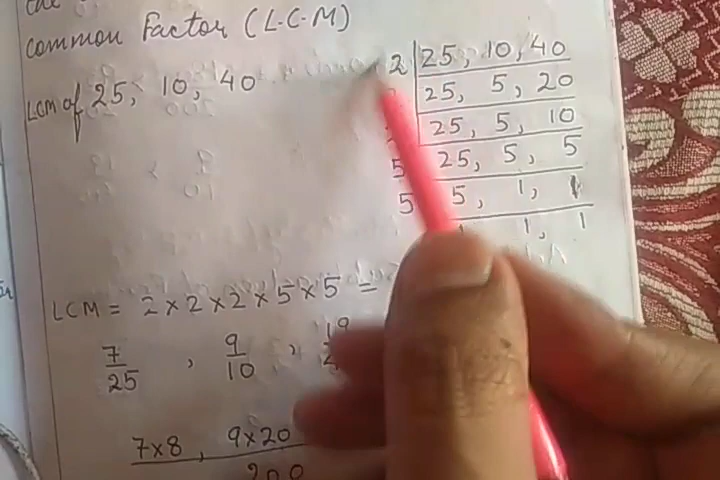 the
Common Factor (L.C.M)
LCM of 25, 10, 40
2 | 25, 10, 40
25, 5, 20
25, 5, 10
5 25, 5, 5
5 5, 1, 1
1, 1
LCM = 2×2×2×5×5 =
7/25 , 9/10 ,
7×8 , 9×20
200